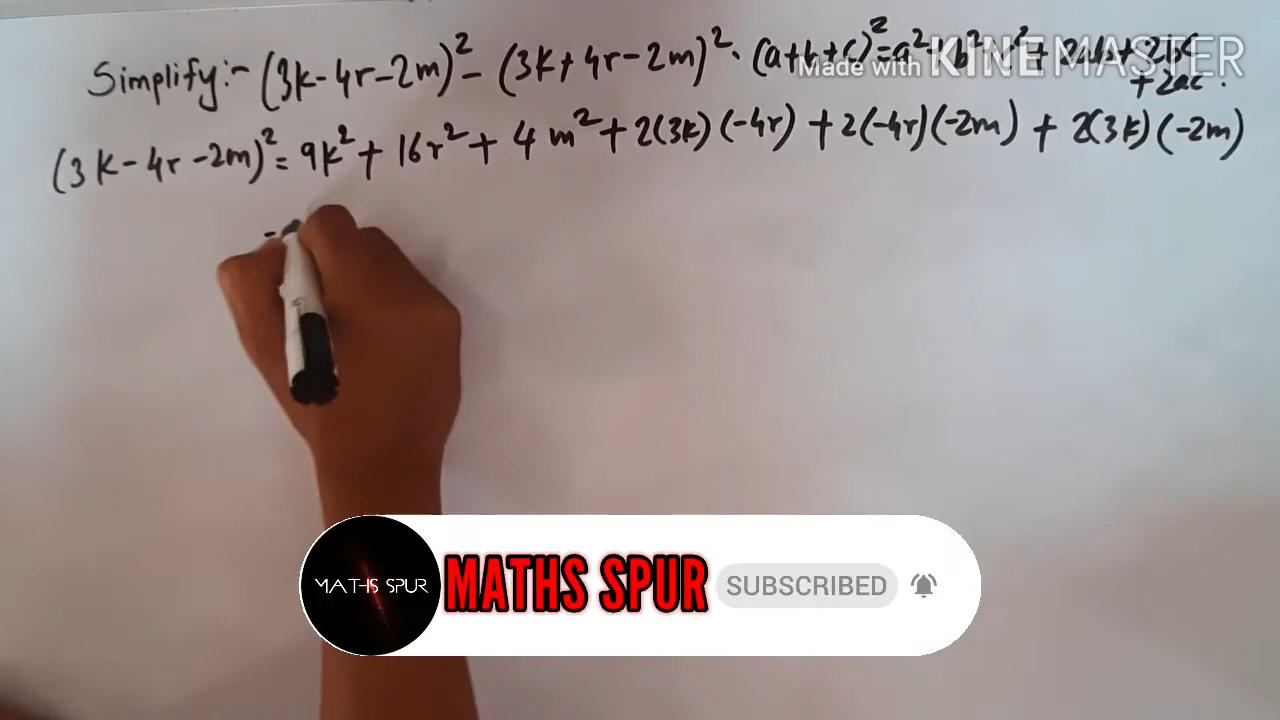 Simplify:- (3k-4r-2m)² - (3k+4r-2m)². (a+b+c)²=a²+b²+c²+2ab+2bc
+2ac.
Made with KINEMASTER
(3k-4r-2m)² = 9k² + 16r² + 4m² + 2(3k)(-4r) + 2(-4r)(-2m) + 2(3k)(-2m)
MATHS SPUR MATHS SPUR SUBSCRIBED